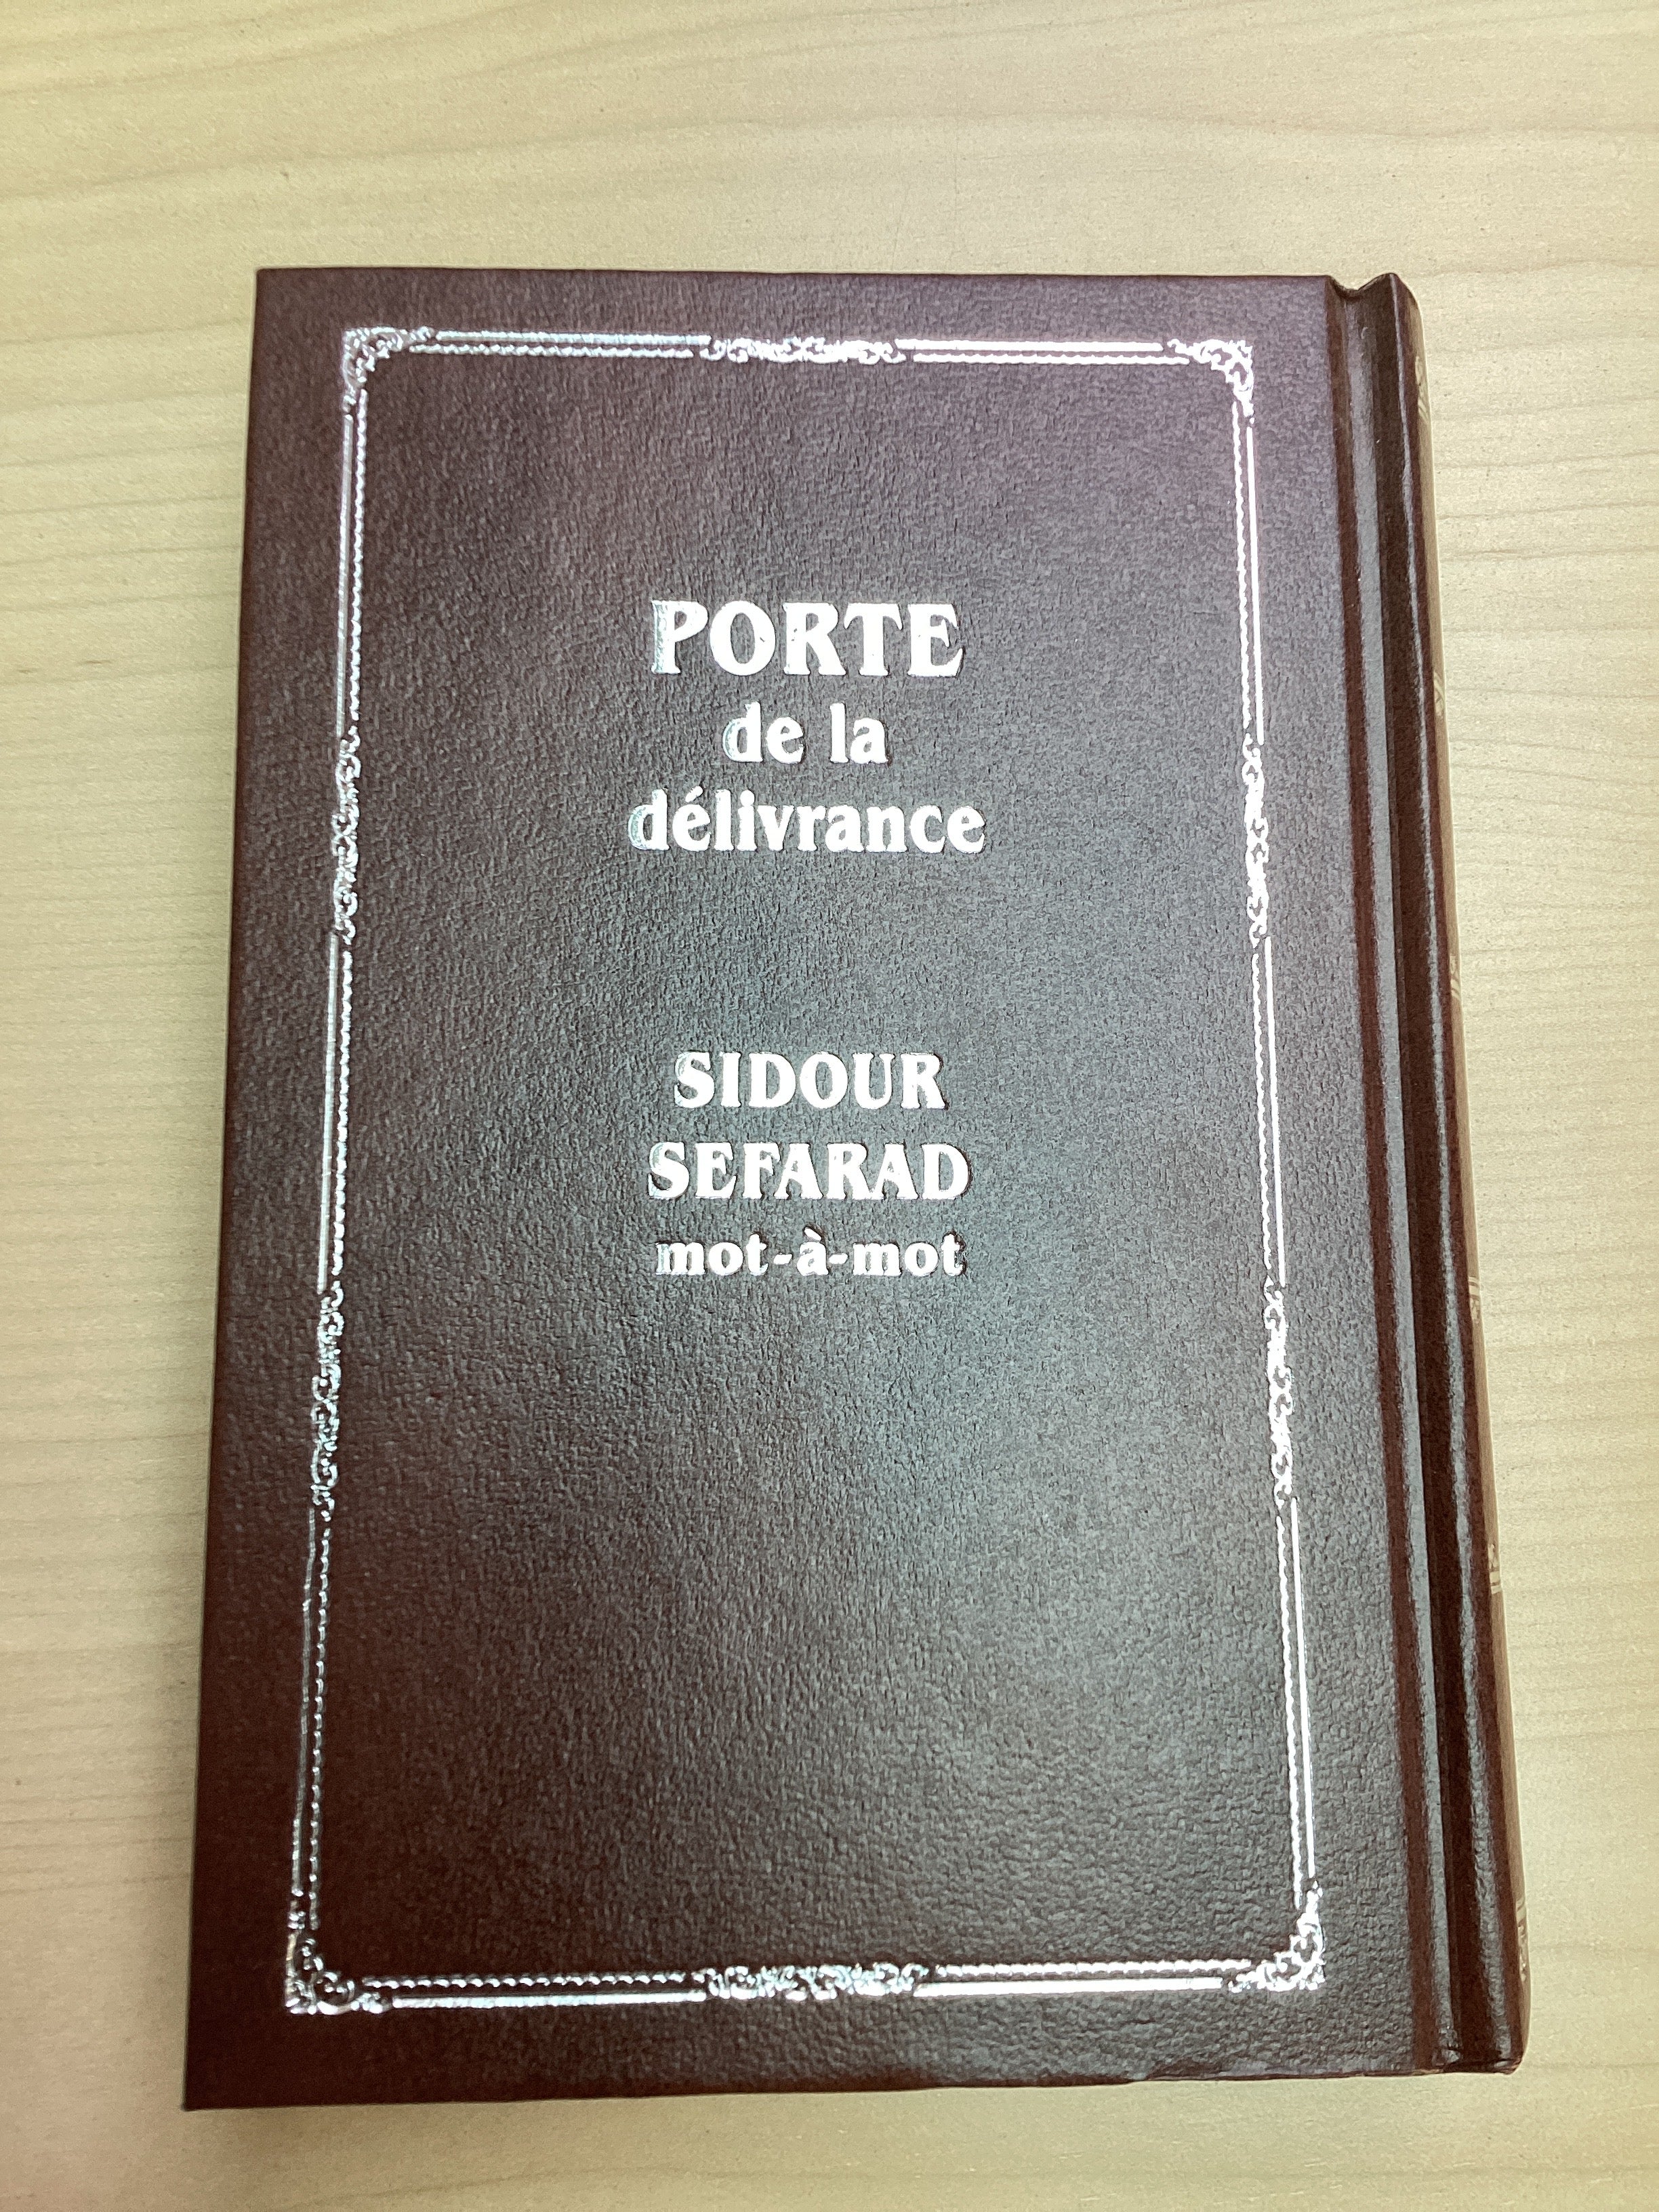 PORTE
de la
délivrance
SIDOUR
SEFARAD
mot-à-mot